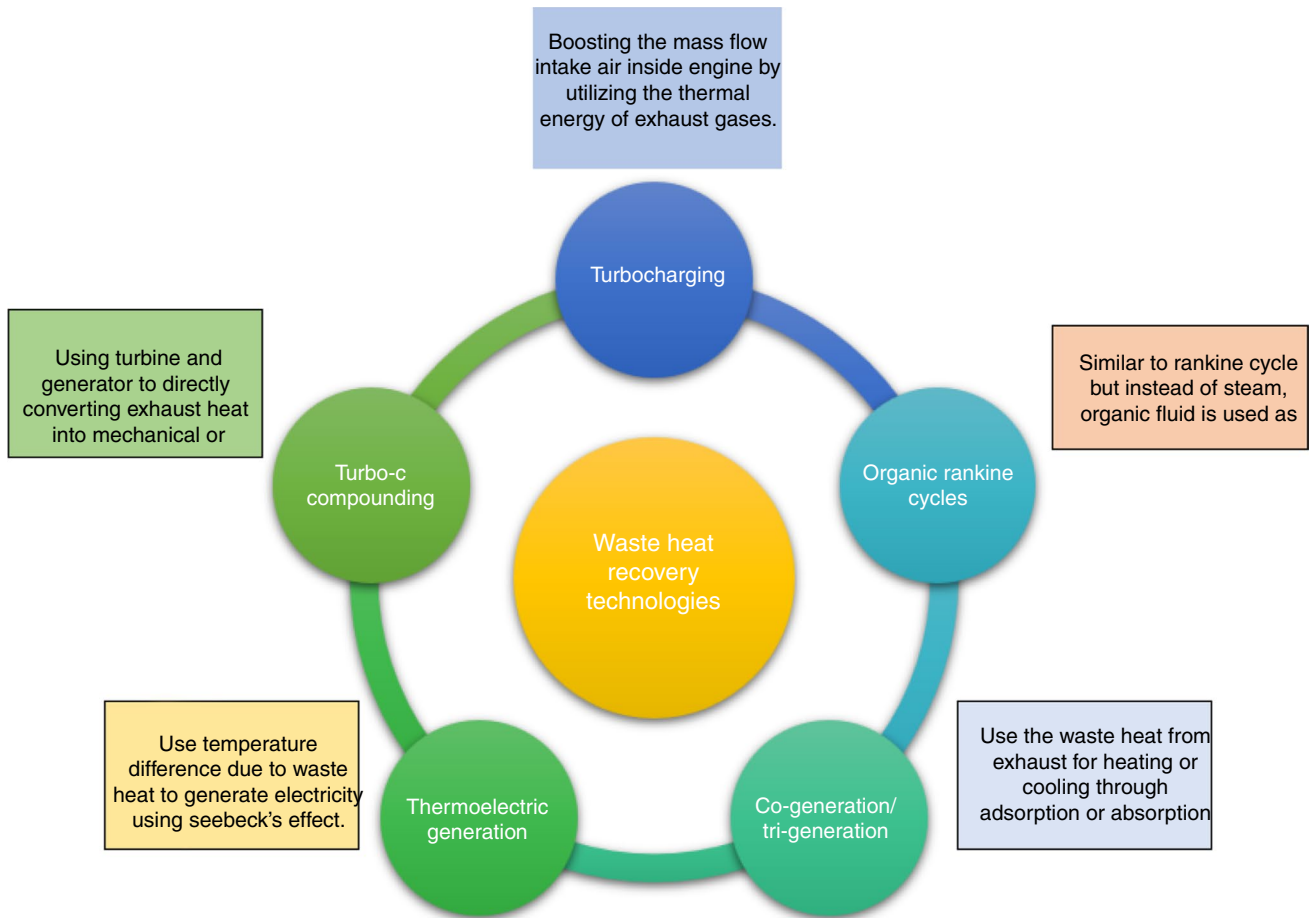 Boosting the mass flow
intake air inside engine by
utilizing the thermal
energy of exhaust gases.
Turbocharging
Using turbine and
generator to directly
converting exhaust heat
into mechanical or
Similar to rankine cycle
but instead of steam,
organic fluid is used as
Turbo-c
compounding
Organic rankine
cycles
Waste heat
recovery
technologies
Use temperature
difference due to waste
heat to generate electricity
using seebeck's effect.
Thermoelectric
generation
Co-generation/
tri-generation
Use the waste heat from
exhaust for heating or
cooling through
adsorption or absorption